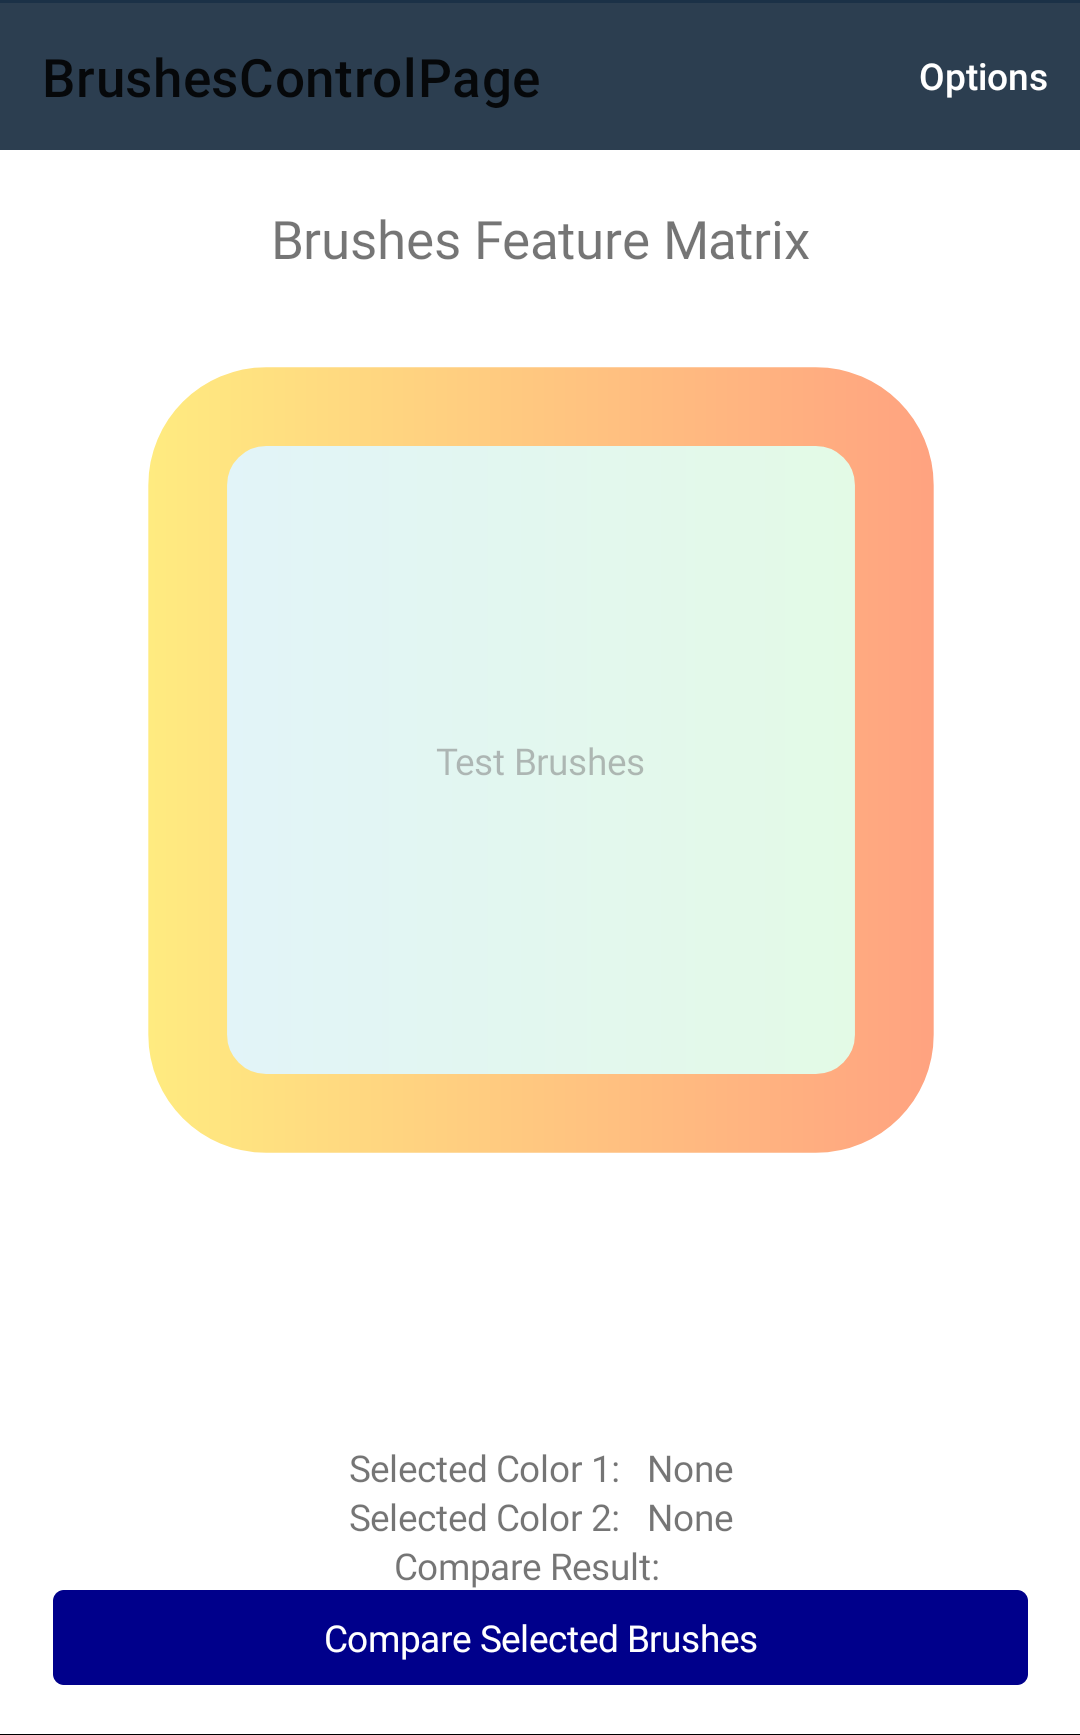 BrushesControlPage Options
Brushes Feature Matrix
Test Brushes
Selected Color 1: None
Selected Color 2: None
Compare Result:
Compare Selected Brushes